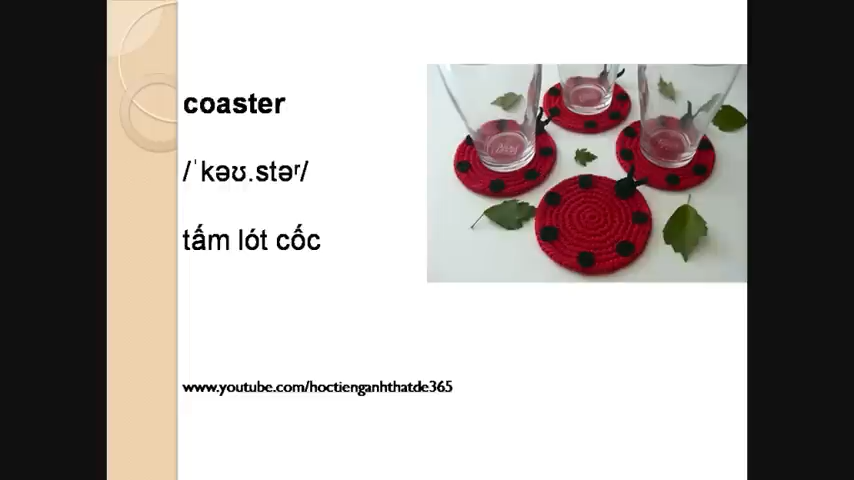 coaster
/ˈkəʊ.stəʳ/
tấm lót cốc
www.youtube.com/hoctienganhthatde365